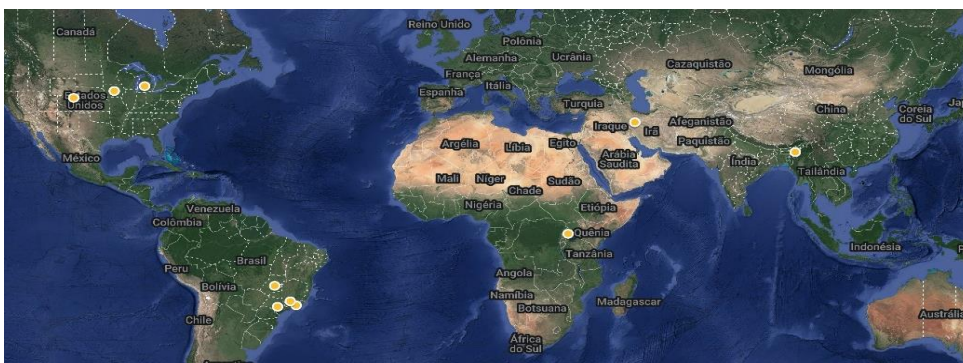 Canadá
Estados
Unidos
México
Venezuela
Colômbia
Brasil
Peru
Bolívia
Chile
Reino Unido
Polônia
Alemanha
Ucrânia
França
Itália
Espanha
Turquia
Cazaquistão
Mongólia
China
Coreia
do Sul
Iraque
Irã
Afeganistão
Paquistão
Argélia
Líbia
Egito
Arábia
Saudita
Índia
Tailândia
Mali
Níger
Chade
Sudão
Nigéria
Etiópia
Quênia
Tanzânia
Indonésia
Angola
Namíbia
Botsuana
Madagascar
África
do Sul
Austrál